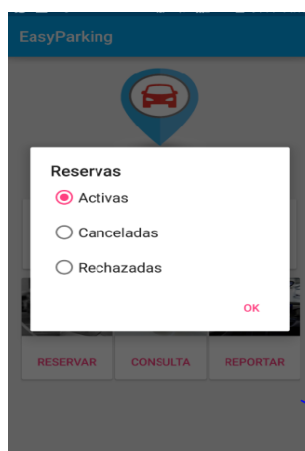 EasyParking
Reservas
Activas
Canceladas
Rechazadas
OK
RESERVAR
CONSULTA
REPORTAR